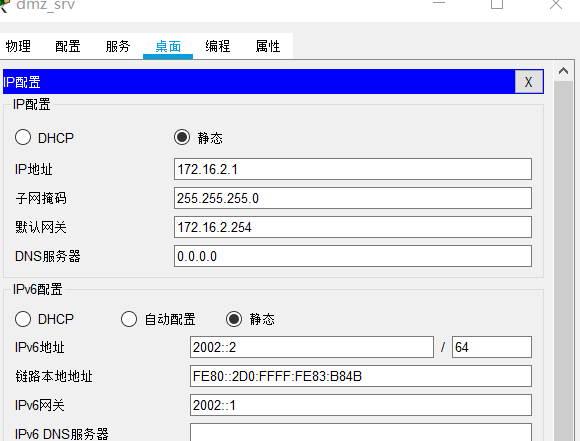 dmz_srv
物理 配置 服务 桌面 编程 属性
IP配置 X
IP配置
DHCP 静态
IP地址 172.16.2.1
子网掩码 255.255.255.0
默认网关 172.16.2.254
DNS服务器 0.0.0.0
IPv6配置
DHCP 自动配置 静态
IPv6地址 2002::2 / 64
链路本地地址 FE80::2D0:FFFF:FE83:B84B
IPv6网关 2002::1
IPv6 DNS服务器